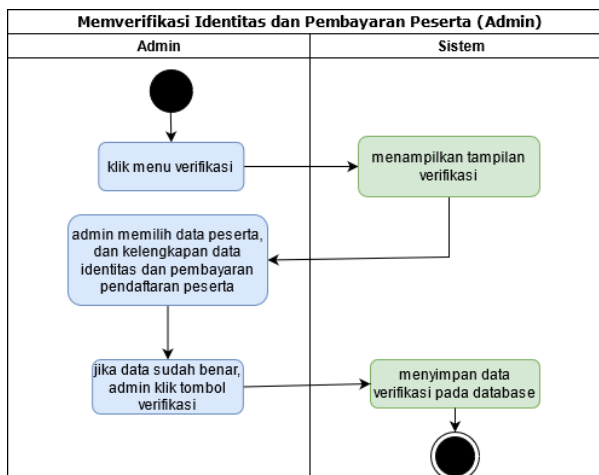 Memverifikasi Identitas dan Pembayaran Peserta (Admin)
Admin
Sistem
klik menu verifikasi
menampilkan tampilan
verifikasi
admin memilih data peserta,
dan kelengkapan data
identitas dan pembayaran
pendaftaran peserta
jika data sudah benar,
admin klik tombol
verifikasi
menyimpan data
verifikasi pada database